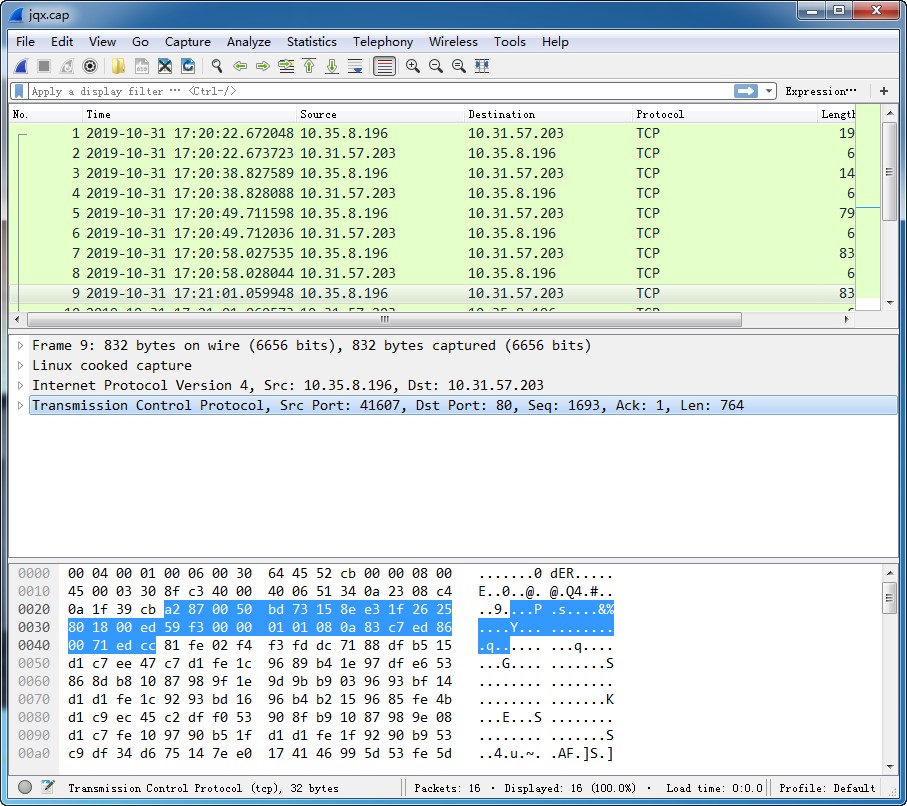 jqx.cap
File Edit View Go Capture Analyze Statistics Telephony Wireless Tools Help
Apply a display filter ··· <Ctrl-/> Expression··· +
No. Time Source Destination Protocol Length
1 2019-10-31 17:20:22.672048 10.35.8.196 10.31.57.203 TCP 19
2 2019-10-31 17:20:22.673723 10.31.57.203 10.35.8.196 TCP 6
3 2019-10-31 17:20:38.827589 10.35.8.196 10.31.57.203 TCP 14
4 2019-10-31 17:20:38.828088 10.31.57.203 10.35.8.196 TCP 6
5 2019-10-31 17:20:49.711598 10.35.8.196 10.31.57.203 TCP 79
6 2019-10-31 17:20:49.712036 10.31.57.203 10.35.8.196 TCP 6
7 2019-10-31 17:20:58.027535 10.35.8.196 10.31.57.203 TCP 83
8 2019-10-31 17:20:58.028044 10.31.57.203 10.35.8.196 TCP 6
9 2019-10-31 17:21:01.059948 10.35.8.196 10.31.57.203 TCP 83
Frame 9: 832 bytes on wire (6656 bits), 832 bytes captured (6656 bits)
Linux cooked capture
Internet Protocol Version 4, Src: 10.35.8.196, Dst: 10.31.57.203
Transmission Control Protocol, Src Port: 41607, Dst Port: 80, Seq: 1693, Ack: 1, Len: 764
0000 00 04 00 01 00 06 00 30 64 45 52 cb 00 00 08 00 .......0 dER.....
0010 45 00 03 30 8f c3 40 00 40 06 51 34 0a 23 08 c4 E..0..@. @.Q4.#..
0020 0a 1f 39 cb a2 87 00 50 bd 73 15 8e e3 1f 26 25 ..9....P .s....&%
0030 80 18 00 ed 59 f3 00 00 01 01 08 0a 83 c7 ed 86 ....Y... ........
0040 00 71 ed cc 81 fe 02 f4 f3 fd dc 71 88 df b5 15 .q...... ...q....
0050 d1 c7 ee 47 c7 d1 fe 1c 96 89 b4 1e 97 df e6 53 ...G.... .......S
0060 86 8d b8 10 87 98 9f 1e 9d 9b b9 03 96 93 bf 14 ........ ........
0070 d1 d1 fe 1c 92 93 bd 16 96 b4 b2 15 96 85 fe 4b ........ .......K
0080 d1 c9 ec 45 c2 df f0 53 90 8f b9 10 87 98 9e 08 ...E...S ........
0090 d1 c7 fe 10 97 90 b5 1f d1 d1 fe 1f 92 90 b9 53 ........ .......S
00a0 c9 df 34 d6 75 14 7e e0 17 41 46 99 5d 53 fe 5d ..4.u.~. .AF.]S.]
Transmission Control Protocol (tcp), 32 bytes Packets: 16 · Displayed: 16 (100.0%) · Load time: 0:0.0 Profile: Default